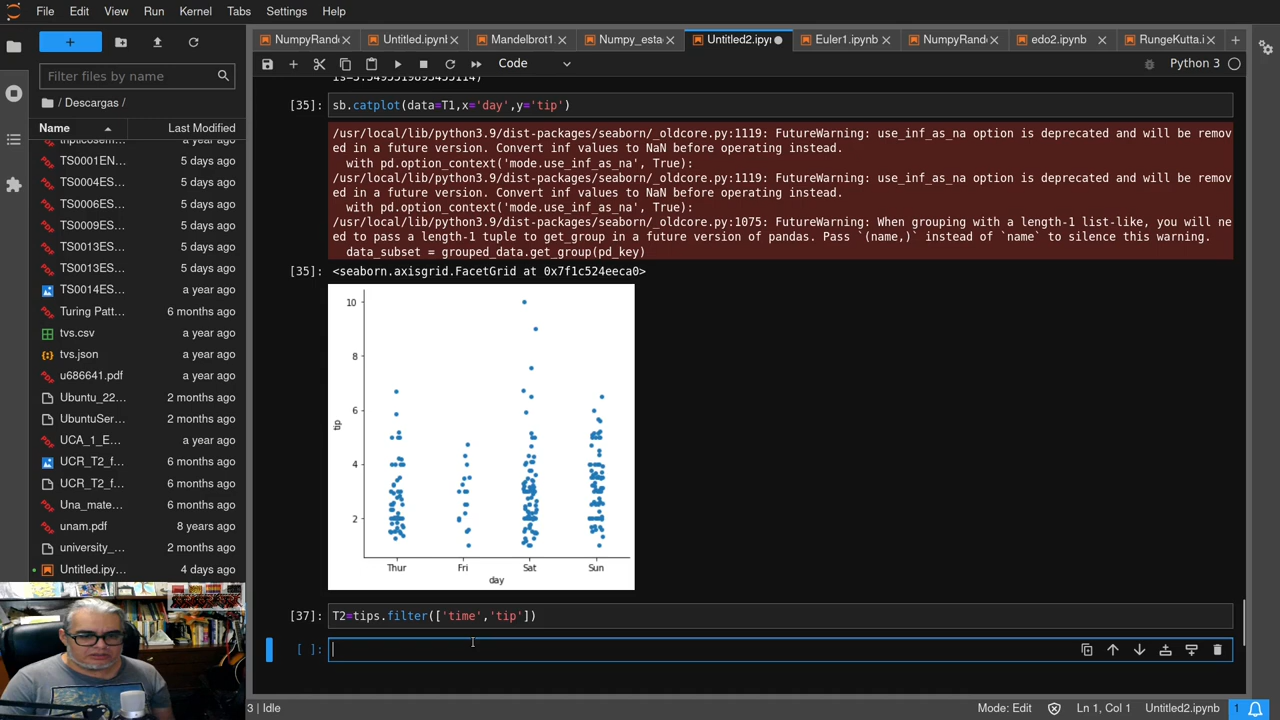 File Edit View Run Kernel Tabs Settings Help
NumpyRand
Untitled.ipynl
Mandelbrot1
Numpy_esta
Untitled2.ipyn
Euler1.ipynb
NumpyRand
edo2.ipynb
RungeKutta.i
Filter files by name
Code
Python 3
/ Descargas /
Name Last Modified
a year ago
TS0001EN... 5 days ago
TS0004ES... 5 days ago
TS0006ES... 5 days ago
TS0009ES... 5 days ago
TS0013ES... 5 days ago
TS0013ES... 5 days ago
TS0014ES... a year ago
Turing Patt... 6 months ago
tvs.csv a year ago
tvs.json a year ago
u686641.pdf a year ago
Ubuntu_22... 2 months ago
UbuntuSer... 2 months ago
UCA_1_E... a year ago
UCR_T2_f... 6 months ago
UCR_T2_f... 6 months ago
Una_mate... 6 months ago
unam.pdf 8 years ago
university_... 2 months ago
Untitled.ipy... 4 days ago
[35]: sb.catplot(data=T1,x='day',y='tip')
/usr/local/lib/python3.9/dist-packages/seaborn/_oldcore.py:1119: FutureWarning: use_inf_as_na option is deprecated and will be remov
ed in a future version. Convert inf values to NaN before operating instead.
with pd.option_context('mode.use_inf_as_na', True):
/usr/local/lib/python3.9/dist-packages/seaborn/_oldcore.py:1119: FutureWarning: use_inf_as_na option is deprecated and will be remov
ed in a future version. Convert inf values to NaN before operating instead.
with pd.option_context('mode.use_inf_as_na', True):
/usr/local/lib/python3.9/dist-packages/seaborn/_oldcore.py:1075: FutureWarning: When grouping with a length-1 list-like, you will ne
ed to pass a length-1 tuple to get_group in a future version of pandas. Pass `(name,)` instead of `name` to silence this warning.
data_subset = grouped_data.get_group(pd_key)
[35]: <seaborn.axisgrid.FacetGrid at 0x7f1c524eeca0>
10
8
6
4
2
tip
Thur Fri Sat Sun
day
[37]: T2=tips.filter(['time','tip'])
[ ]:
3 | Idle
Mode: Edit
Ln 1, Col 1
Untitled2.ipynb
1